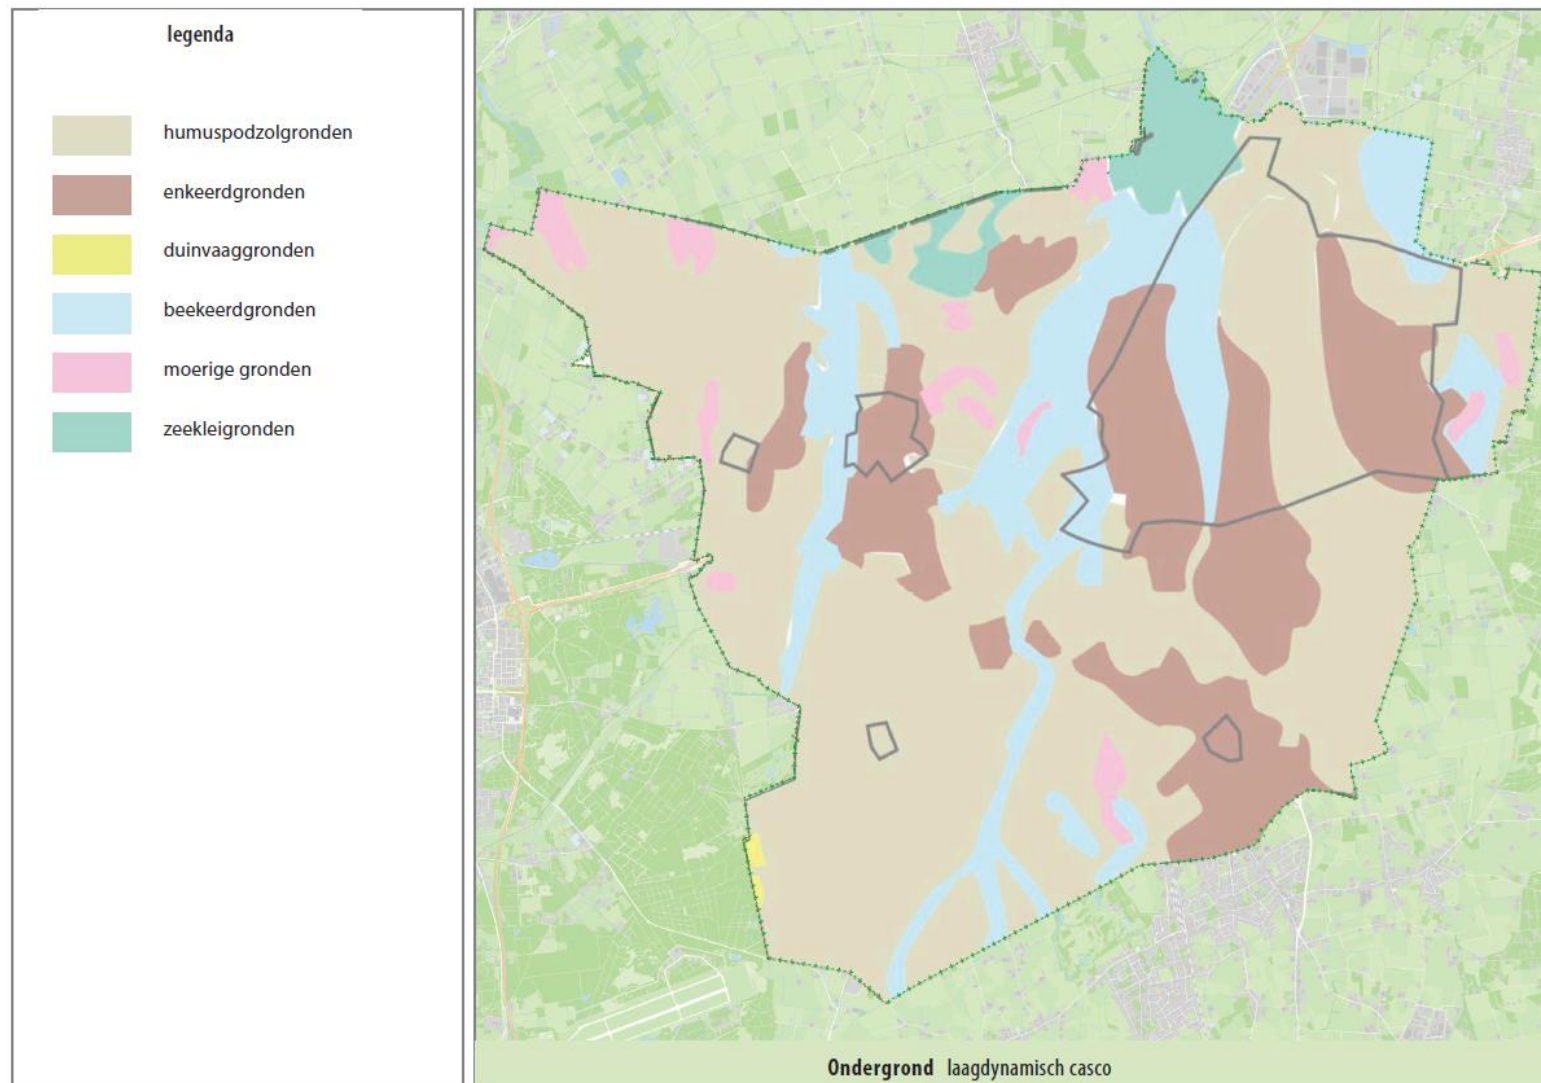 legenda
humuspodzolgronden
enkeerdgronden
duinvaaggronden
beekeerdgronden
moerige gronden
zeekleigronden
Ondergrond laagdynamisch casco